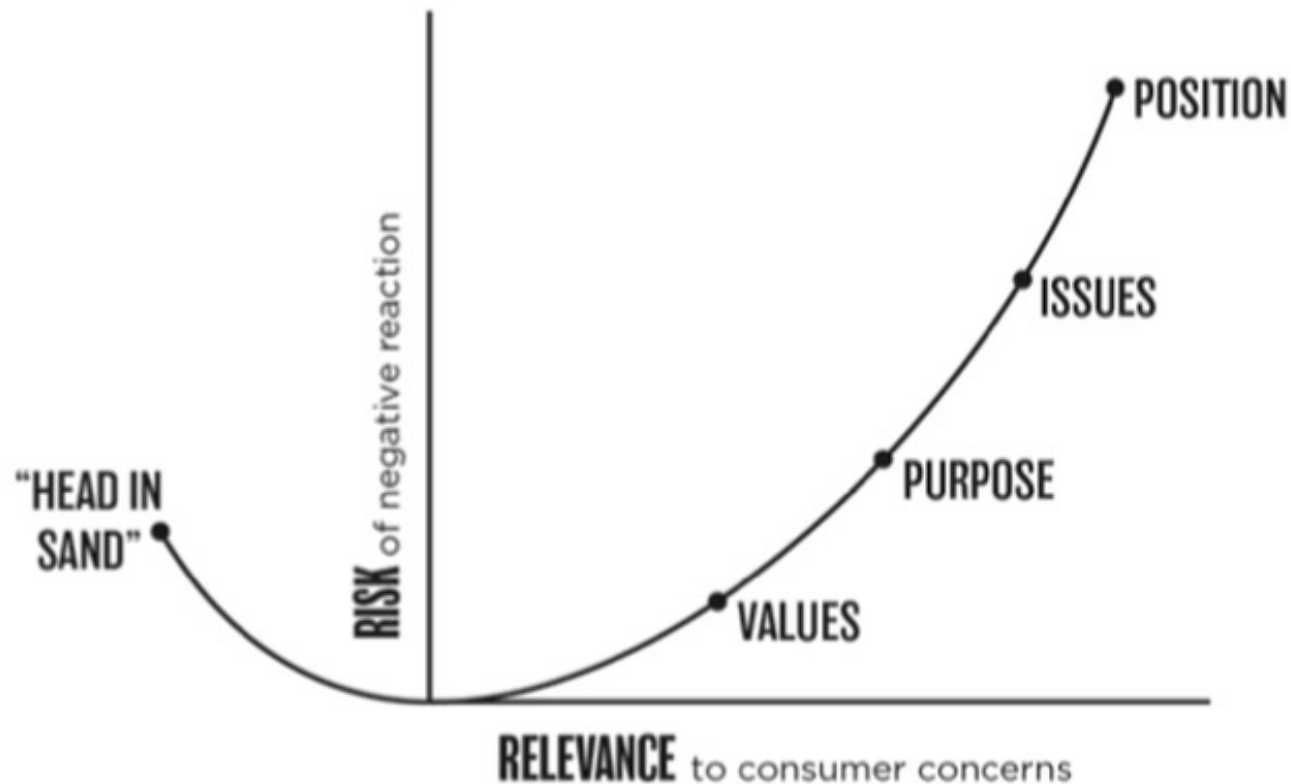 POSITION
RISK of negative reaction
ISSUES
“HEAD IN
SAND”
PURPOSE
VALUES
RELEVANCE to consumer concerns